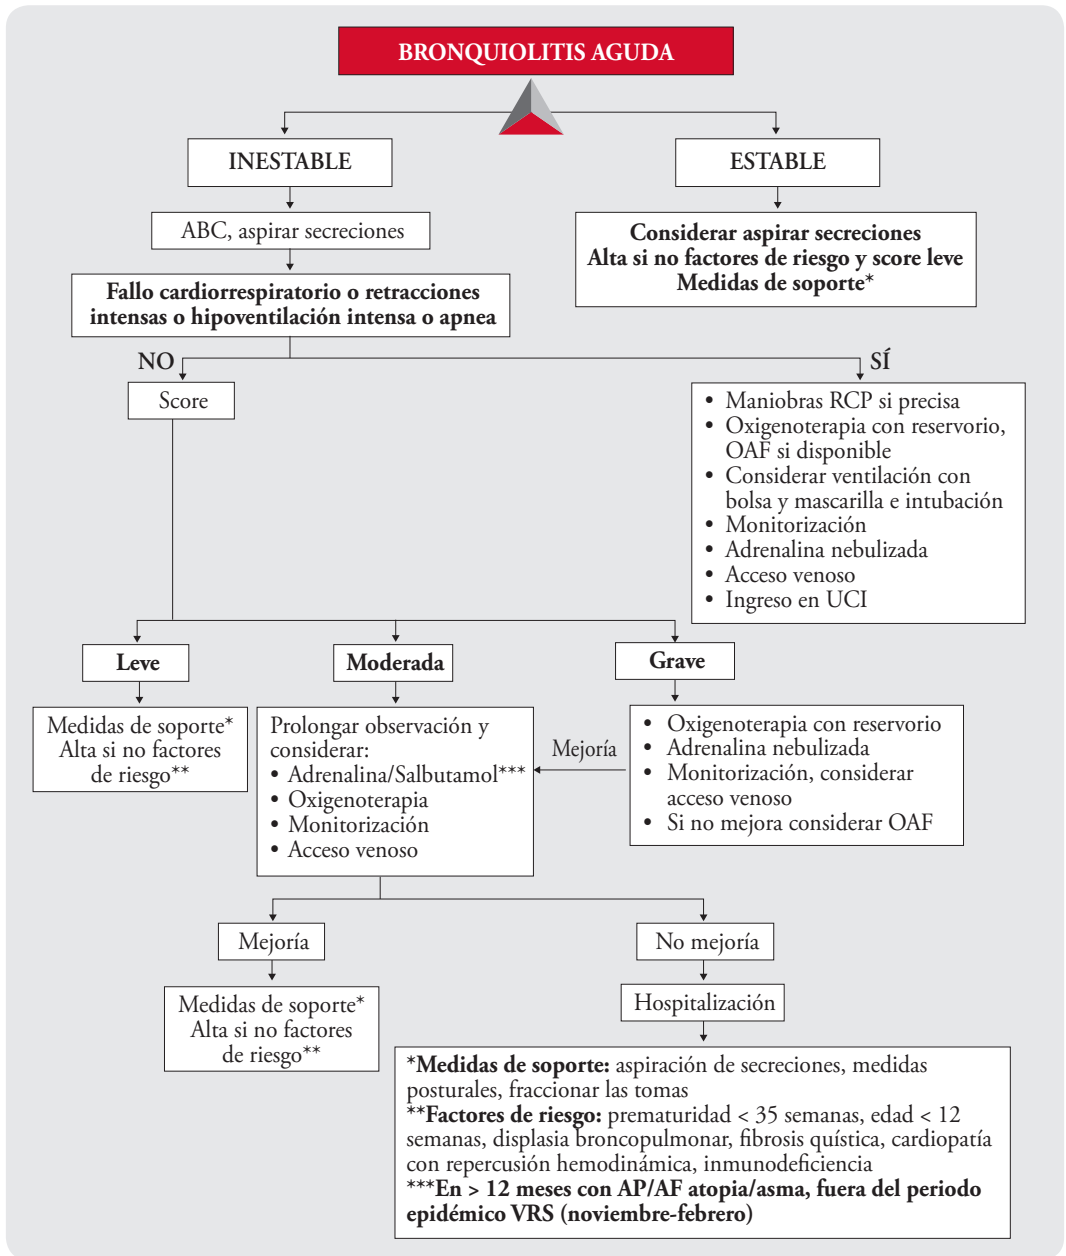 BRONQUIOLITIS AGUDA
INESTABLE
ESTABLE
ABC, aspirar secreciones
Considerar aspirar secreciones
Alta si no factores de riesgo y score leve
Medidas de soporte*
Fallo cardiorrespiratorio o retracciones
intensas o hipoventilación intensa o apnea
NO
SÍ
Score
• Maniobras RCP si precisa
• Oxigenoterapia con reservorio,
OAF si disponible
• Considerar ventilación con
bolsa y mascarilla e intubación
• Monitorización
• Adrenalina nebulizada
• Acceso venoso
• Ingreso en UCI
Leve
Moderada
Grave
Medidas de soporte*
Alta si no factores
de riesgo**
Prolongar observación y
considerar:
• Adrenalina/Salbutamol***
• Oxigenoterapia
• Monitorización
• Acceso venoso
Mejoría
• Oxigenoterapia con reservorio
• Adrenalina nebulizada
• Monitorización, considerar
acceso venoso
• Si no mejora considerar OAF
Mejoría
No mejoría
Medidas de soporte*
Alta si no factores
de riesgo**
Hospitalización
*Medidas de soporte: aspiración de secreciones, medidas
posturales, fraccionar las tomas
**Factores de riesgo: prematuridad < 35 semanas, edad < 12
semanas, displasia broncopulmonar, fibrosis quística, cardiopatía
con repercusión hemodinámica, inmunodeficiencia
***En > 12 meses con AP/AF atopia/asma, fuera del periodo
epidémico VRS (noviembre-febrero)